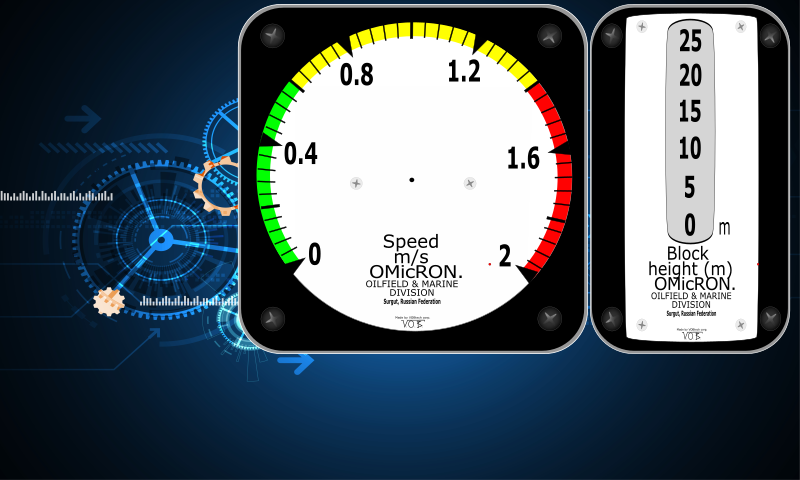 0.8
1.2
0.4
1.6
0
2
Speed
m/s
OMicRON.
OILFIELD & MARINE
DIVISION
Surgut, Russian Federation
25
20
15
10
5
0 m
Block
height (m)
OMicRON.
OILFIELD & MARINE
DIVISION
Surgut, Russian Federation